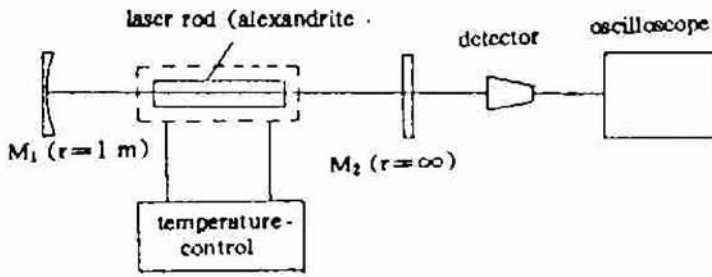 laser rod (alexandrite
detector
oscilloscope
M₁ (r=1 m)
M₂ (r=∞)
temperature-
control